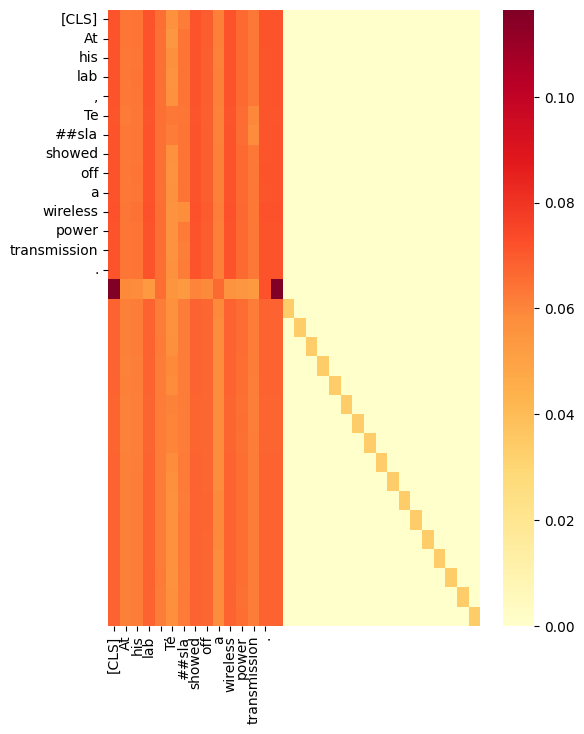 [CLS]
At
his
lab
,
Te
##sla
showed
off
a
wireless
power
transmission
.
0.10
0.08
0.06
0.04
0.02
0.00
[CLS]
At
his
lab
,
Te
##sla
showed
off
a
wireless
power
transmission
.